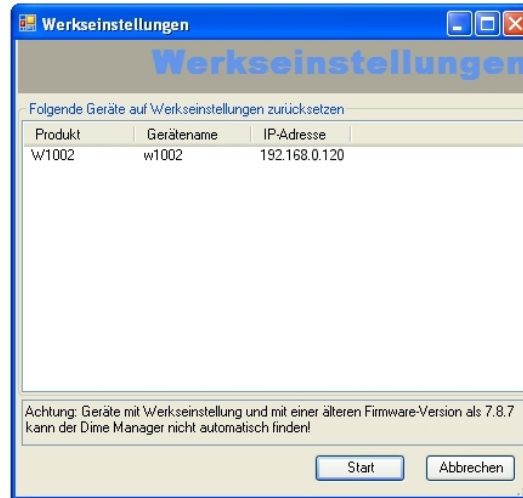 Werkseinstellungen
Werkseinstellungen
Folgende Geräte auf Werkseinstellungen zurücksetzen
Produkt Gerätename IP-Adresse
W1002 w1002 192.168.0.120
Achtung: Geräte mit Werkseinstellung und mit einer älteren Firmware-Version als 7.8.7
kann der Dime Manager nicht automatisch finden!
Start Abbrechen